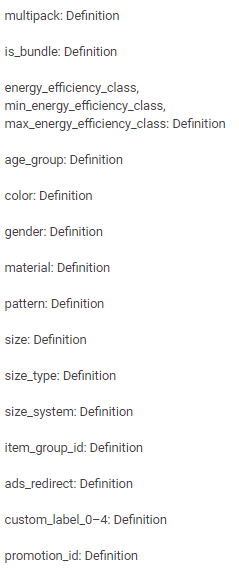 multipack: Definition
is_bundle: Definition
energy_efficiency_class,
min_energy_efficiency_class,
max_energy_efficiency_class: Definition
age_group: Definition
color: Definition
gender: Definition
material: Definition
pattern: Definition
size: Definition
size_type: Definition
size_system: Definition
item_group_id: Definition
ads_redirect: Definition
custom_label_0–4: Definition
promotion_id: Definition